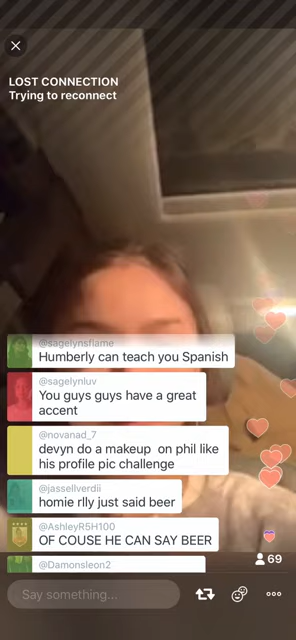 LOST CONNECTION
Trying to reconnect
@sagelynsflame
Humberly can teach you Spanish
@sagelynluv
You guys guys have a great
accent
@novanad_7
devyn do a makeup  on phil like
his profile pic challenge
@jassellverdii
homie rlly just said beer
@AshleyR5H100
OF COUSE HE CAN SAY BEER
@Damonsleon2
69
Say something...